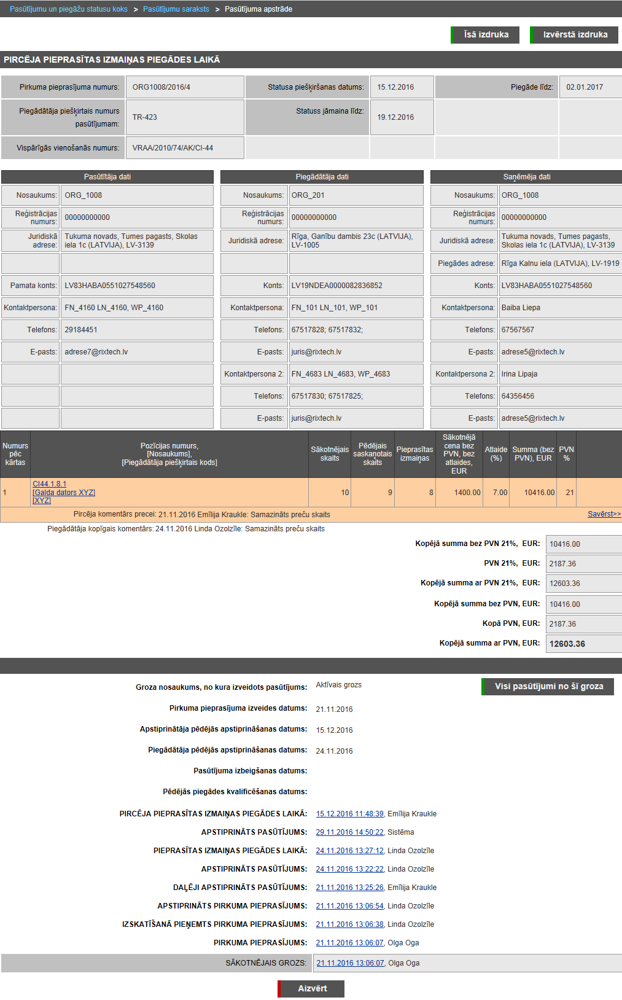 Pasūtījumu un piegāžu statusu koks > Pasūtījumu saraksts > Pasūtījuma apstrāde
Īsā izdruka
Izvērstā izdruka
PIRCĒJA PIEPRASĪTAS IZMAIŅAS PIEGĀDES LAIKĀ
Pirkuma pieprasījuma numurs: ORG1008/2016/4 Statusa piešķiršanas datums: 15.12.2016 Piegāde līdz: 02.01.2017
Piegādātāja piešķirtais numurs pasūtījumam: TR-423 Statuss jāmaina līdz: 19.12.2016
Vispārīgās vienošanās numurs: VRAA/2010/74/AK/CI-44
Pasūtītāja dati
Nosaukums: ORG_1008
Reģistrācijas numurs: 00000000000
Juridiskā adrese: Tukuma novads, Tumes pagasts, Skolas iela 1c (LATVIJA), LV-3139
Pamata konts: LV83HABA0551027548560
Kontaktpersona: FN_4160 LN_4160, WP_4160
Telefons: 29184451
E-pasts: adrese7@rixtech.lv
Piegādātāja dati
Nosaukums: ORG_201
Reģistrācijas numurs: 00000000000
Juridiskā adrese: Rīga, Ganību dambis 23c (LATVIJA), LV-1005
Konts: LV19NDEA0000082836852
Kontaktpersona: FN_101 LN_101, WP_101
Telefons: 67517828; 67517832;
E-pasts: juris@rixtech.lv
Kontaktpersona 2: FN_4683 LN_4683, WP_4683
Telefons: 67517830; 67517825;
E-pasts: juris@rixtech.lv
Saņēmēja dati
Nosaukums: ORG_1008
Reģistrācijas numurs: 00000000000
Juridiskā adrese: Tukuma novads, Tumes pagasts, Skolas iela 1c (LATVIJA), LV-3139
Piegādes adrese: Rīga Kalnu iela (LATVIJA), LV-1919
Konts: LV83HABA0551027548560
Kontaktpersona: Baiba Liepa
Telefons: 67567567
E-pasts: adrese5@rixtech.lv
Kontaktpersona 2: Irina Lipaja
Telefons: 64356456
E-pasts: adrese5@rixtech.lv
Numurs pēc kārtas
Pozīcijas numurs, [Nosaukums], [Piegādātāja piešķirtais kods]
Sākotnējais skaits
Pēdējais saskaņotais skaits
Pieprasītas izmaiņas
Sākotnējā cena bez PVN, bez atlaides, EUR
Atlaide (%)
Summa (bez PVN), EUR
PVN %
1
CI44.1.8.1
[Galda dators XYZ]
[XYZ]
10 9 8 1400.00 7.00 10416.00 21
Pircēja komentārs precei: 21.11.2016 Emīlija Kraukle: Samazināts preču skaits Savērst>>
Piegādātāja kopīgais komentārs: 24.11.2016 Linda Ozolzīle: Samazināts preču skaits
Kopējā summa bez PVN 21%, EUR: 10416.00
PVN 21%, EUR: 2187.36
Kopējā summa ar PVN 21%, EUR: 12603.36
Kopējā summa bez PVN, EUR: 10416.00
Kopā PVN, EUR: 2187.36
Kopējā summa ar PVN, EUR: 12603.36
Groza nosaukums, no kura izveidots pasūtījums: Aktīvais grozs
Visi pasūtījumi no šī groza
Pirkuma pieprasījuma izveides datums: 21.11.2016
Apstiprinātāja pēdējās apstiprināšanas datums: 15.12.2016
Piegādātāja pēdējās apstiprināšanas datums: 24.11.2016
Pasūtījuma izbeigšanas datums:
Pēdējās piegādes kvalificēšanas datums:
PIRCĒJA PIEPRASĪTAS IZMAIŅAS PIEGĀDES LAIKĀ: 15.12.2016 11:48:39, Emīlija Kraukle
APSTIPRINĀTS PASŪTĪJUMS: 29.11.2016 14:50:22, Sistēma
PIEPRASĪTAS IZMAIŅAS PIEGĀDES LAIKĀ: 24.11.2016 13:27:12, Linda Ozolzīle
APSTIPRINĀTS PASŪTĪJUMS: 24.11.2016 13:22:22, Linda Ozolzīle
DAĻĒJI APSTIPRINĀTS PASŪTĪJUMS: 21.11.2016 13:25:26, Emīlija Kraukle
APSTIPRINĀTS PIRKUMA PIEPRASĪJUMS: 21.11.2016 13:06:54, Linda Ozolzīle
IZSKATĪŠANĀ PIEŅEMTS PIRKUMA PIEPRASĪJUMS: 21.11.2016 13:06:38, Linda Ozolzīle
PIRKUMA PIEPRASĪJUMS: 21.11.2016 13:06:07, Olga Oga
SĀKOTNĒJAIS GROZS: 21.11.2016 13:06:07, Olga Oga
Aizvērt